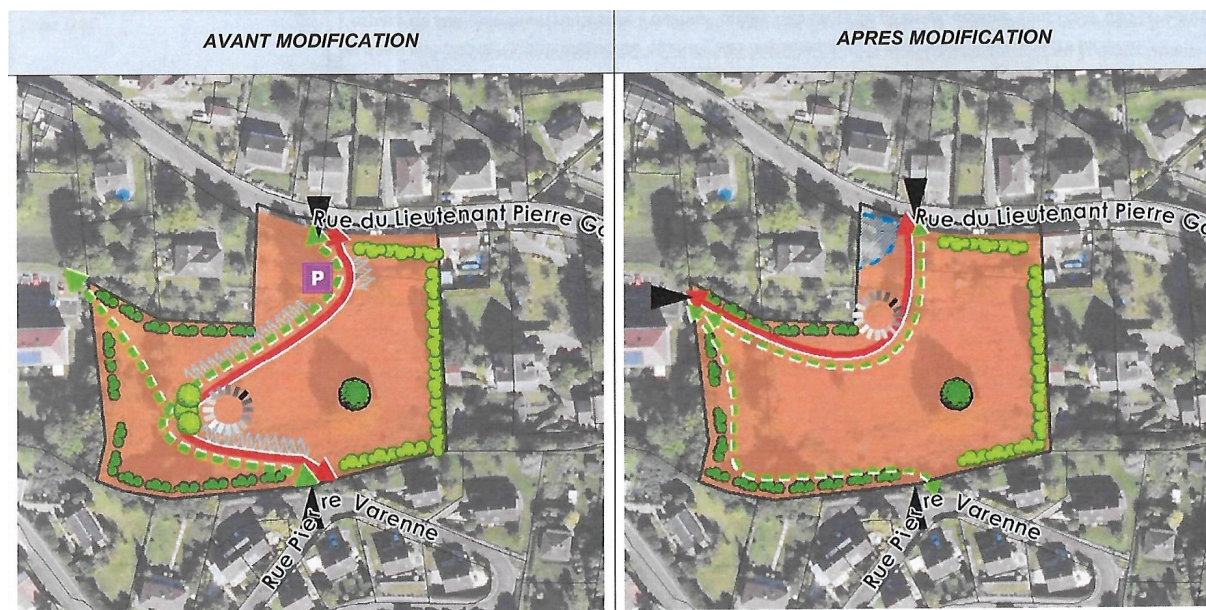 AVANT MODIFICATION
APRES MODIFICATION
Rue du Lieutenant Pierre Go
P
Rue Pierre Varenne
Rue du Lieutenant Pierre Go
Rue Pierre Varenne